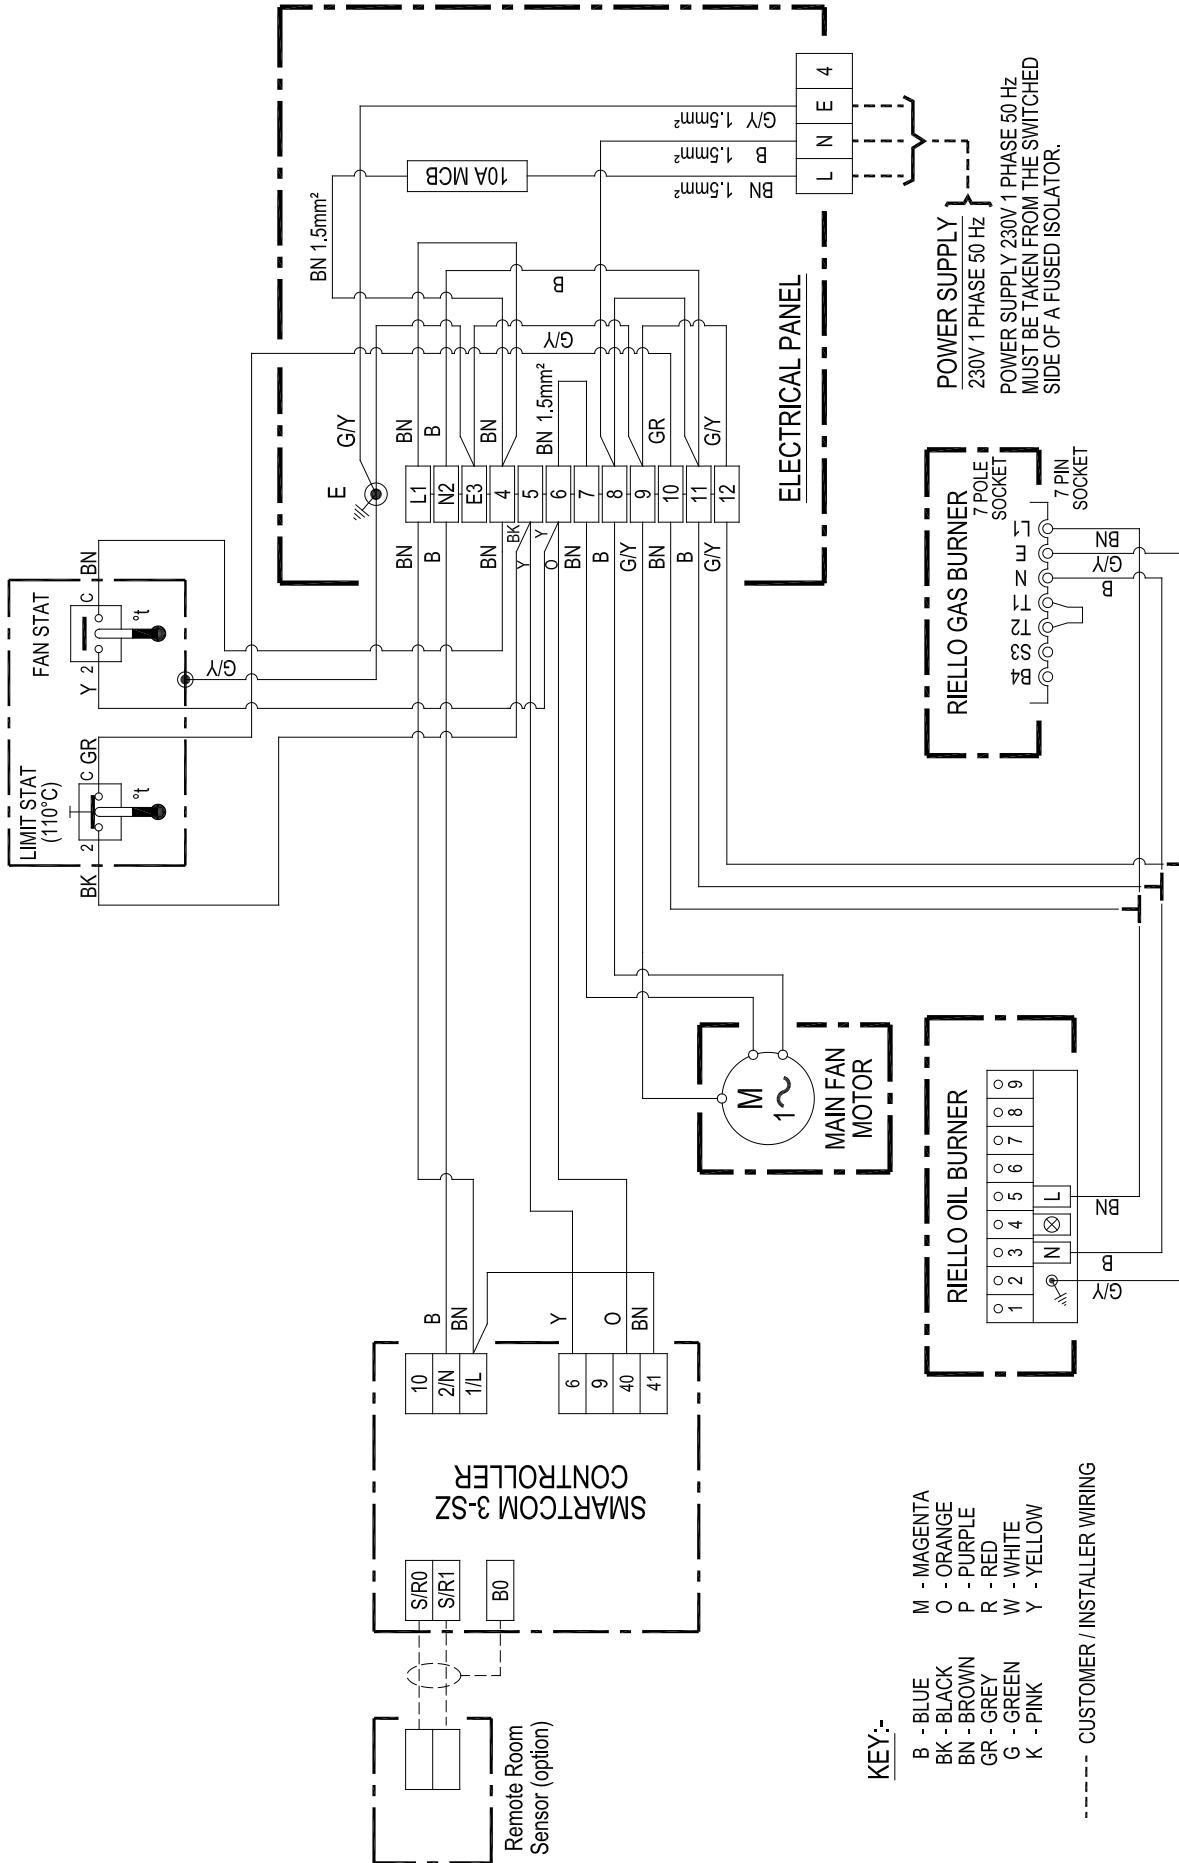 LIMIT STAT
(110°C)
FAN STAT
BK
2
C
GR
Y
2
C
BN
°t
°t
G/Y
E
G/Y
BN 1.5mm²
10A MCB
BN 1.5mm²
B 1.5mm²
G/Y 1.5mm²
L
N
E
4
B
G/Y
BN
B
BN
BN 1.5mm²
GR
G/Y
L1
N2
E3
4
5
6
7
8
9
10
11
12
BN
B
BN
BK
Y
Y
O
BN
B
G/Y
BN
B
G/Y
ELECTRICAL PANEL
POWER SUPPLY
230V 1 PHASE 50 Hz
POWER SUPPLY 230V 1 PHASE 50 Hz
MUST BE TAKEN FROM THE SWITCHED
SIDE OF A FUSED ISOLATOR.
RIELLO GAS BURNER
7 POLE
SOCKET
7 PIN
SOCKET
B4
S3
T2
T1
N
E
L1
B
G/Y
BN
M
1~
MAIN FAN
MOTOR
RIELLO OIL BURNER
1
2
3
4
5
6
7
8
9
N
L
G/Y
B
BN
SMARTCOM 3-SZ
CONTROLLER
10
2/N
1/L
B
BN
6
9
40
41
Y
O
BN
S/R0
S/R1
B0
Remote Room
Sensor (option)
KEY:-
B - BLUE
BK - BLACK
BN - BROWN
GR - GREY
G - GREEN
K - PINK
M - MAGENTA
O - ORANGE
P - PURPLE
R - RED
W - WHITE
Y - YELLOW
CUSTOMER / INSTALLER WIRING